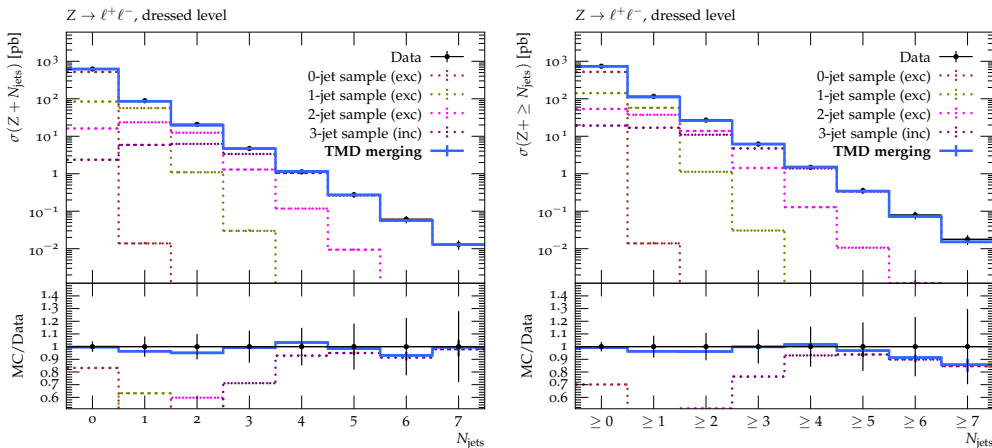 Z → ℓ⁺ℓ⁻, dressed level
σ(Z + N_jets) [pb]
10³
10²
10¹
1
10⁻¹
10⁻²
Data
0-jet sample (exc)
1-jet sample (exc)
2-jet sample (exc)
3-jet sample (inc)
TMD merging
MC/Data
1.4
1.3
1.2
1.1
1
0.9
0.8
0.7
0.6
0 1 2 3 4 5 6 7
N_jets
Z → ℓ⁺ℓ⁻, dressed level
σ(Z+ ≥ N_jets) [pb]
10³
10²
10¹
1
10⁻¹
10⁻²
Data
0-jet sample (exc)
1-jet sample (exc)
2-jet sample (exc)
3-jet sample (inc)
TMD merging
MC/Data
1.4
1.3
1.2
1.1
1
0.9
0.8
0.7
0.6
≥ 0 ≥ 1 ≥ 2 ≥ 3 ≥ 4 ≥ 5 ≥ 6 ≥ 7
N_jets